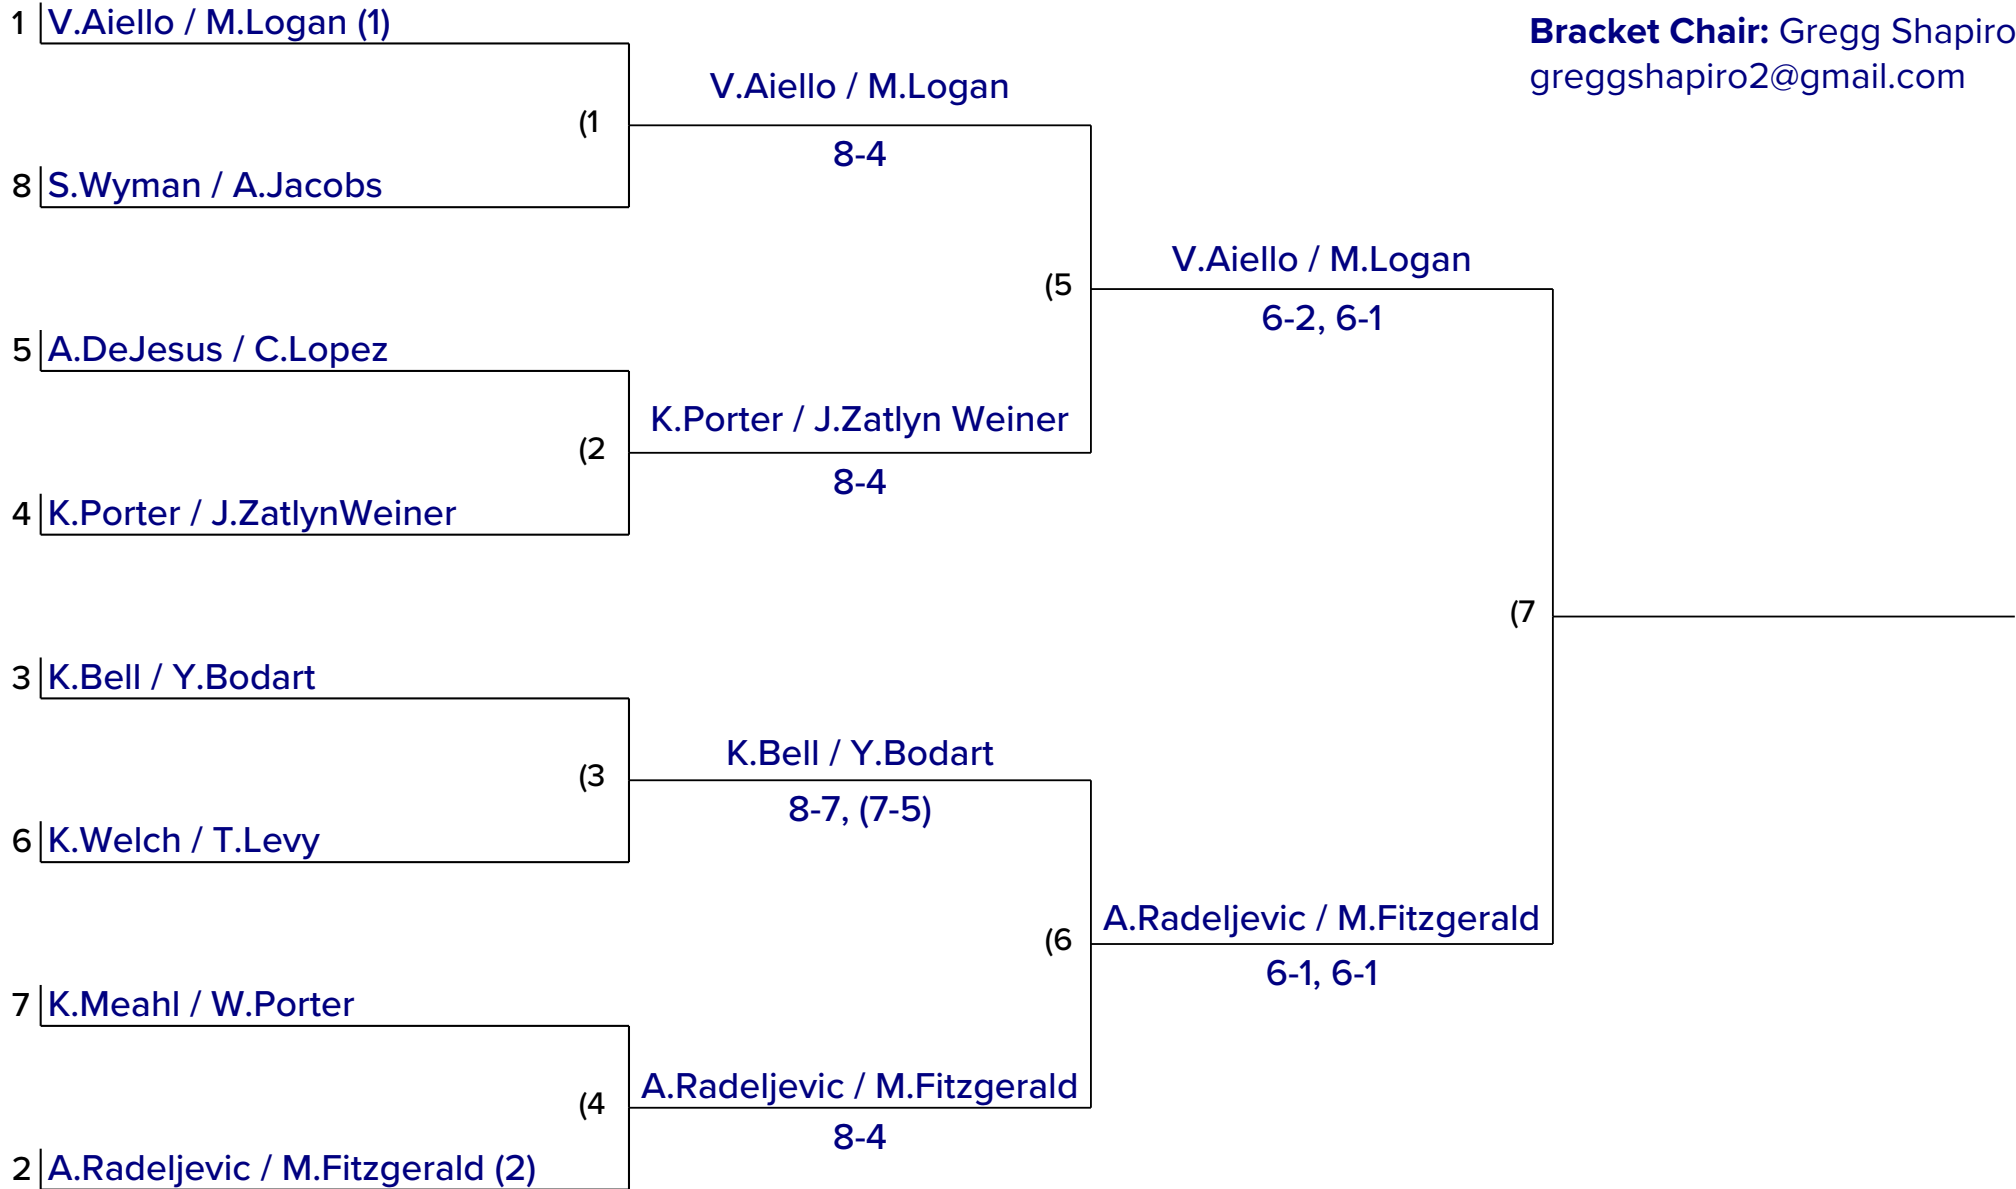 1 V.Aiello / M.Logan (1)
Bracket Chair: Gregg Shapiro
greggshapiro2@gmail.com
V.Aiello / M.Logan
(1
8-4
8 S.Wyman / A.Jacobs
V.Aiello / M.Logan
(5
6-2, 6-1
5 A.DeJesus / C.Lopez
K.Porter / J.Zatlyn Weiner
(2
8-4
4 K.Porter / J.ZatlynWeiner
(7
3 K.Bell / Y.Bodart
K.Bell / Y.Bodart
(3
8-7, (7-5)
6 K.Welch / T.Levy
A.Radeljevic / M.Fitzgerald
(6
6-1, 6-1
7 K.Meahl / W.Porter
A.Radeljevic / M.Fitzgerald
(4
8-4
2 A.Radeljevic / M.Fitzgerald (2)